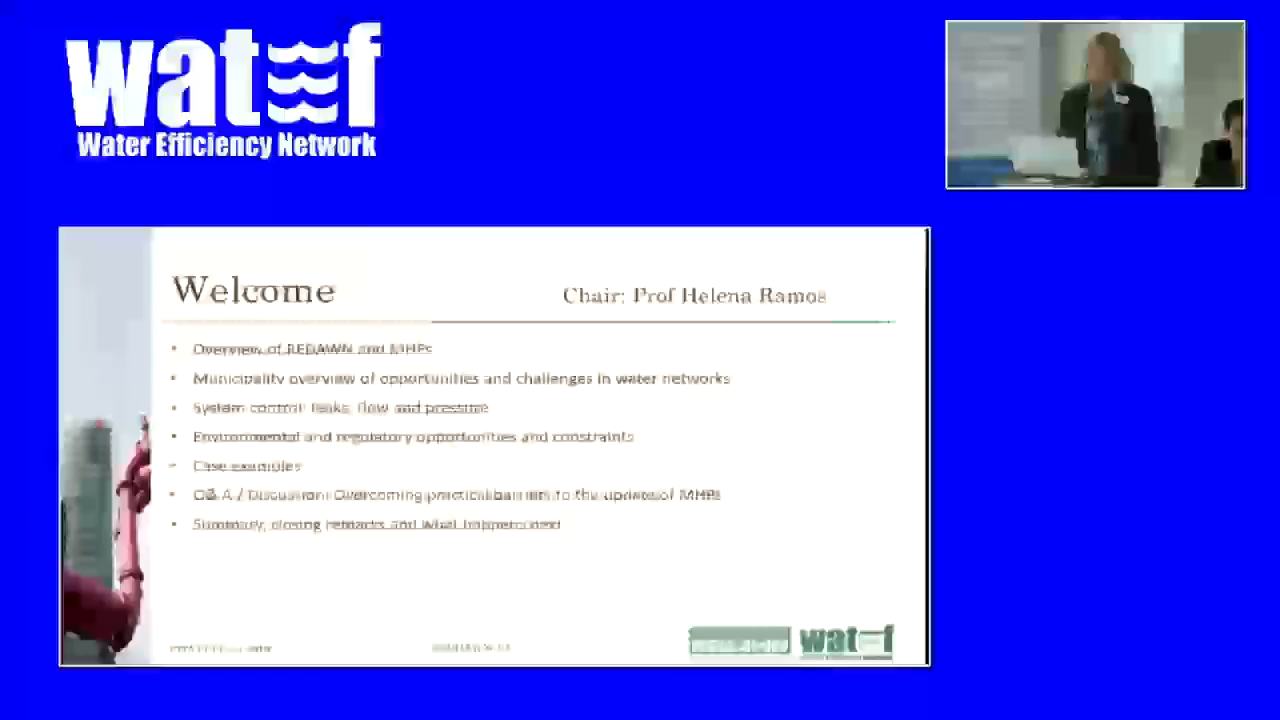 watef
Water Efficiency Network
Welcome
Chair: Prof Helena Ramos
• Overview of REDAWN and MHPs
• Municipality overview of opportunities and challenges in water networks
• System control: leaks, flow and pressure
• Environmental and regulatory opportunities and constraints
• Case examples
• Q& A / Discussion: Overcoming practical barriers to the uptake of MHPs
• Summary, closing remarks and what happens next
watef